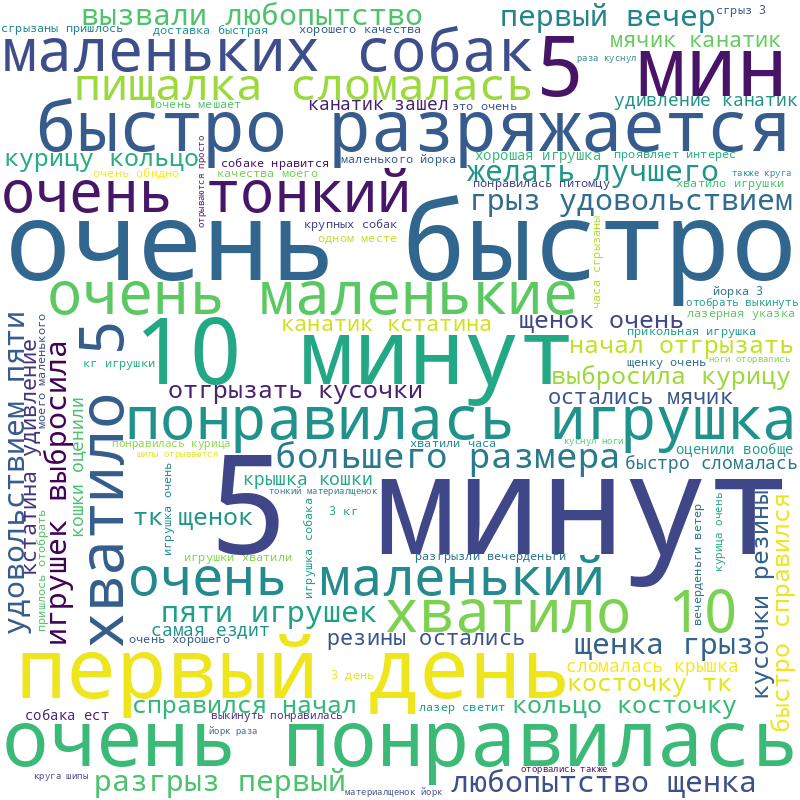 вызвали любопытство
первый вечер
сгрыз 3
сгрызаны пришлось
доставка быстрая
хорошего качества
маленьких собак
5 мин
мячик канатик
раза куснул
пищалка сломалась
очень мешает
канатик зашел
это очень
удивление канатик
быстро разряжается
отрываются просто
курицу кольцо
собаке нравится
маленького йорка
хорошая игрушка
проявляет интерес
очень обидно
качества моего
желать лучшего
также круга
очень тонкий
понравилась питомцу
хватило игрушки
грыз удовольствием
крупных собак
одном месте
очень быстро
часа сгрызаны
очень маленькие
йорка 3
отобрать выкинуть
лазерная указка
удовольствием пяти
кстатина удивление
моего маленького
хватило 5
10 минут
канатик кстатина
щенок очень
прикольная игрушка
начал отгрызать
кг игрушки
щенку очень
ноги оторвались
игрушек выбросила
отгрызать кусочки
выбросила курицу
остались мячик
кошки оценили
понравилась игрушка
понравилась курица
хватили часа
куснул ноги
шипы отрываются
большего размера
оценили вообще
быстро сломалась
5 минут
крышка кошки
тонкий материалщенок
игрушка очень
3 кг
тк щенок
игрушка собака
вечерденьги ветер
курица очень
кусочки резины
быстро справился
пришлось отобрать
игрушки хватили
разгрызли вечерденьги
очень маленький
пяти игрушек
хватило 10
самая ездит
очень хорошего
резины остались
щенка грыз
первый день
3 день
сломалась крышка
косточку тк
справился начал
собака ест
выкинуть понравилась
лазер светит
кольцо косточку
йорк раза
очень понравилась
оторвались также
круга шипы
разгрыз первый
материалщенок йорк
любопытство щенка